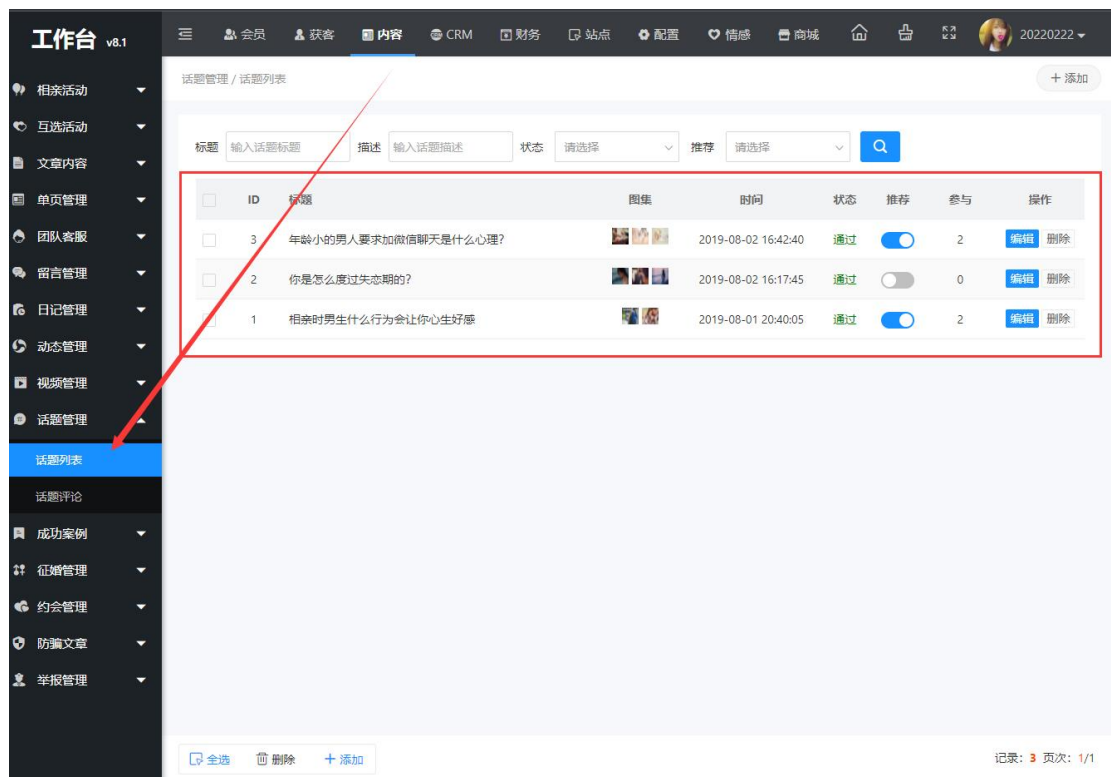 工作台 v8.1
会员 获客 内容 CRM 财务 站点 配置 情感 商城 20220222
话题管理 / 话题列表 + 添加
相亲活动
互选活动
文章内容
单页管理
团队客服
留言管理
日记管理
动态管理
视频管理
话题管理
话题列表
话题评论
成功案例
征婚管理
约会管理
防骗文章
举报管理
标题 输入话题标题 描述 输入话题描述 状态 请选择 推荐 请选择
ID 标题 图集 时间 状态 推荐 参与 操作
3 年龄小的男人要求加微信聊天是什么心理? 2019-08-02 16:42:40 通过 2 编辑 删除
2 你是怎么度过失恋期的? 2019-08-02 16:17:45 通过 0 编辑 删除
1 相亲时男生什么行为会让你心生好感 2019-08-01 20:40:05 通过 2 编辑 删除
全选 删除 + 添加 记录: 3 页次: 1/1